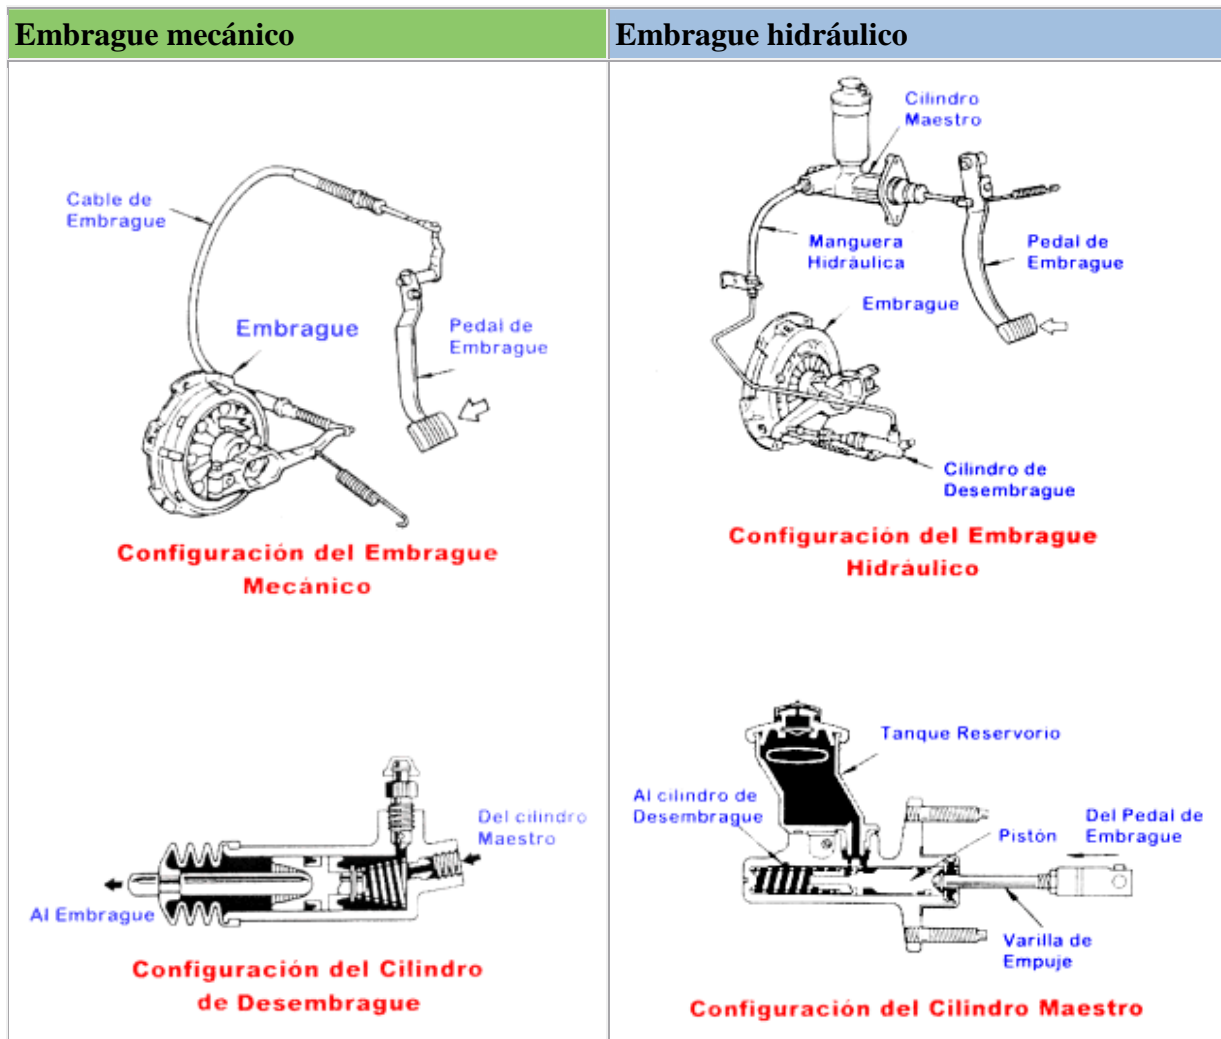 Embrague mecánico
Embrague hidráulico
Cable de
Embrague
Embrague
Pedal de
Embrague
Configuración del Embrague
Mecánico
Cilindro
Maestro
Manguera
Hidráulica
Pedal de
Embrague
Embrague
Cilindro de
Desembrague
Configuración del Embrague
Hidráulico
Del cilindro
Maestro
Al Embrague
Configuración del Cilindro
de Desembrague
Tanque Reservorio
Al cilindro de
Desembrague
Pistón
Del Pedal de
Embrague
Varilla de
Empuje
Configuración del Cilindro Maestro